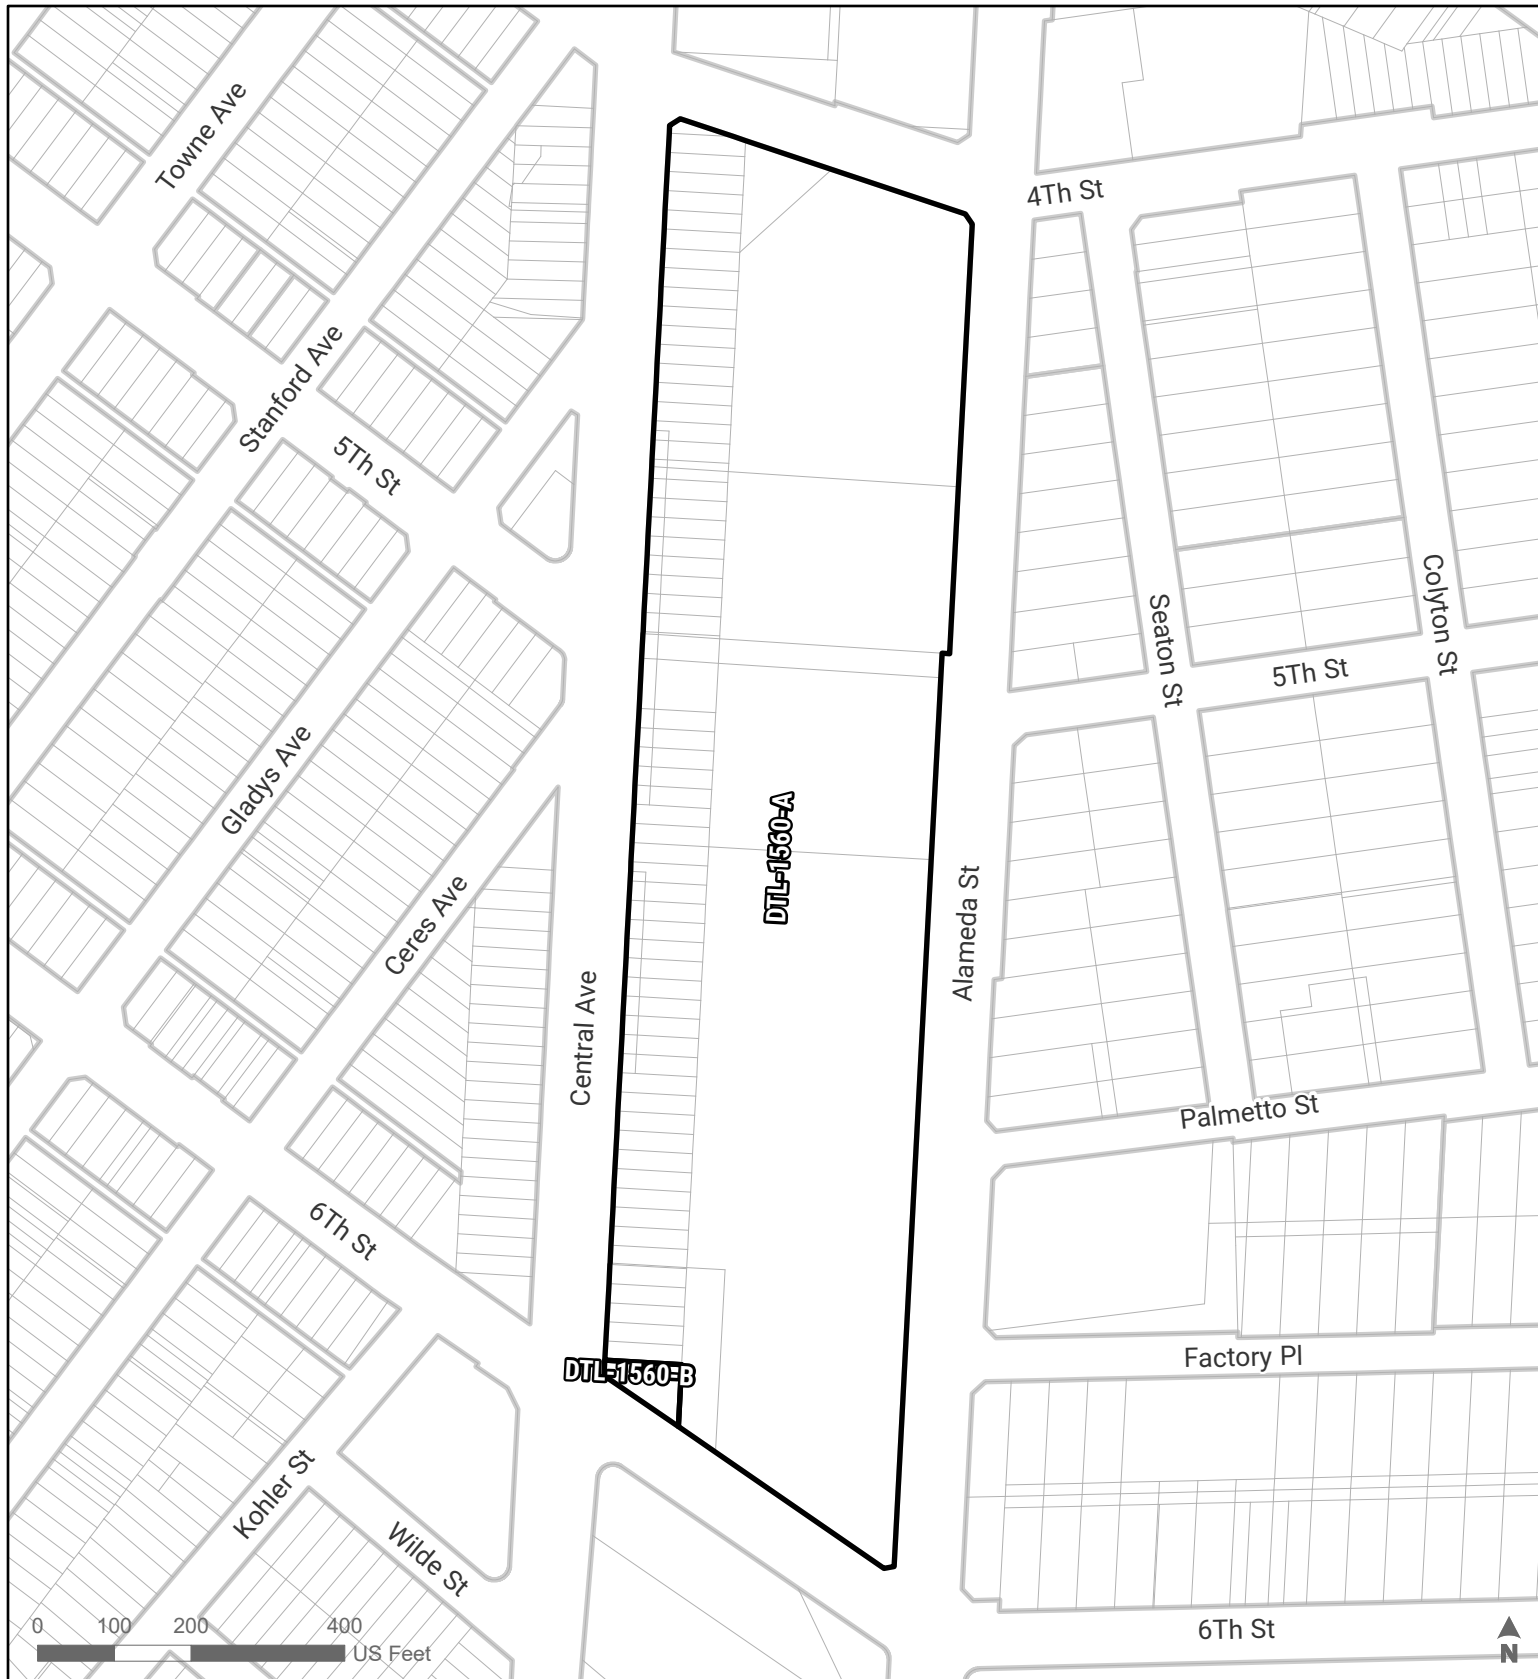 Towne Ave
4Th St
Stanford Ave
5Th St
Colyton St
Seaton St
5Th St
Gladys Ave
DTL-1560-A
Ceres Ave
Alameda St
Central Ave
Palmetto St
6Th St
Factory Pl
DTL-1560-B
Kohler St
Wilde St
0 100 200 400
US Feet
6Th St
N